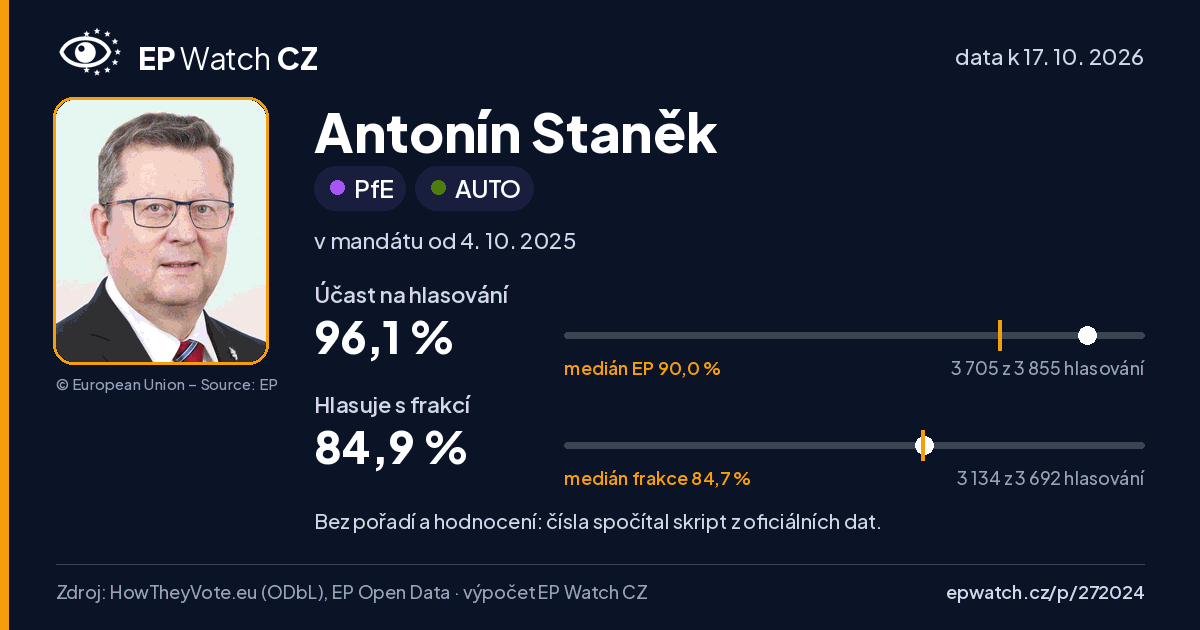 EP Watch CZ
data k 17. 10. 2026
Antonín Staněk
PfE AUTO
v mandátu od 4. 10. 2025
Účast na hlasování
96,1 %
medián EP 90,0 %
3 705 z 3 855 hlasování
© European Union – Source: EP
Hlasuje s frakcí
84,9 %
medián frakce 84,7 %
3 134 z 3 692 hlasování
Bez pořadí a hodnocení: čísla spočítal skript z oficiálních dat.
Zdroj: HowTheyVote.eu (ODbL), EP Open Data · výpočet EP Watch CZ
epwatch.cz/p/272024